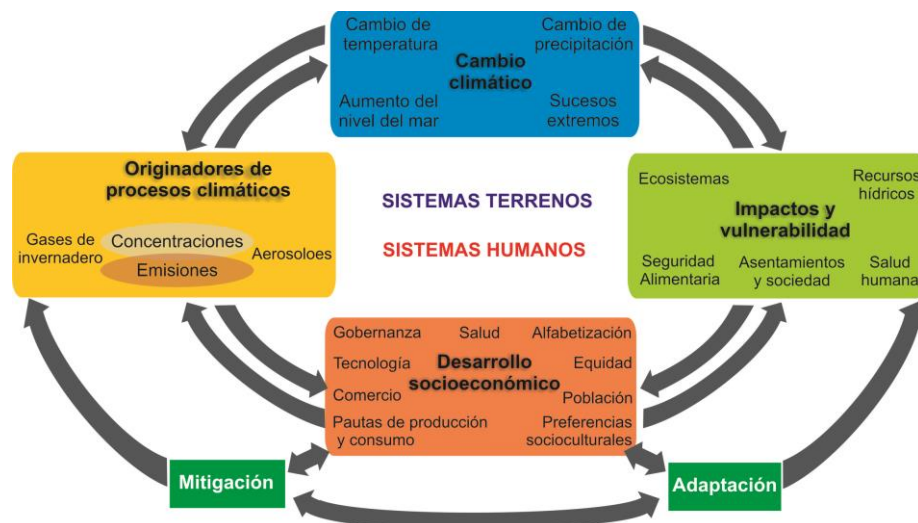 Cambio de
temperatura
Cambio de
precipitación
Cambio
climático
Aumento del
nivel del mar
Sucesos
extremos
Originadores de
procesos climáticos
Gases de
invernadero
Concentraciones
Emisiones
Aerosoloes
SISTEMAS TERRENOS
SISTEMAS HUMANOS
Ecosistemas
Recursos
hídricos
Impactos y
vulnerabilidad
Seguridad
Alimentaria
Asentamientos
y sociedad
Salud
humana
Gobernanza
Salud
Alfabetización
Tecnología
Desarrollo
socioeconómico
Equidad
Comercio
Población
Pautas de producción
y consumo
Preferencias
socioculturales
Mitigación
Adaptación